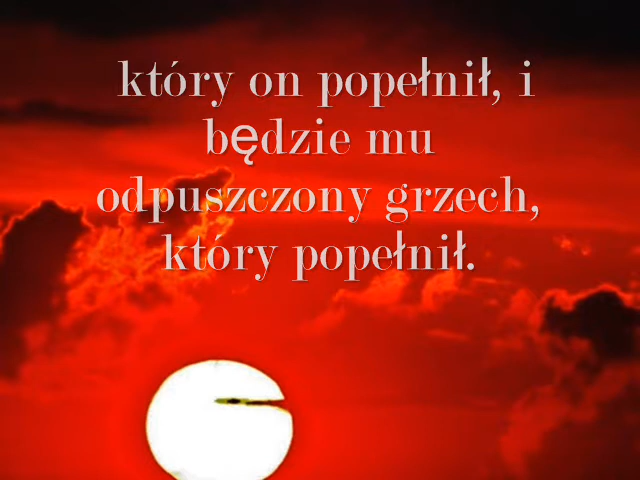 który on popełnił, i
będzie mu
odpuszczony grzech,
który popełnił.